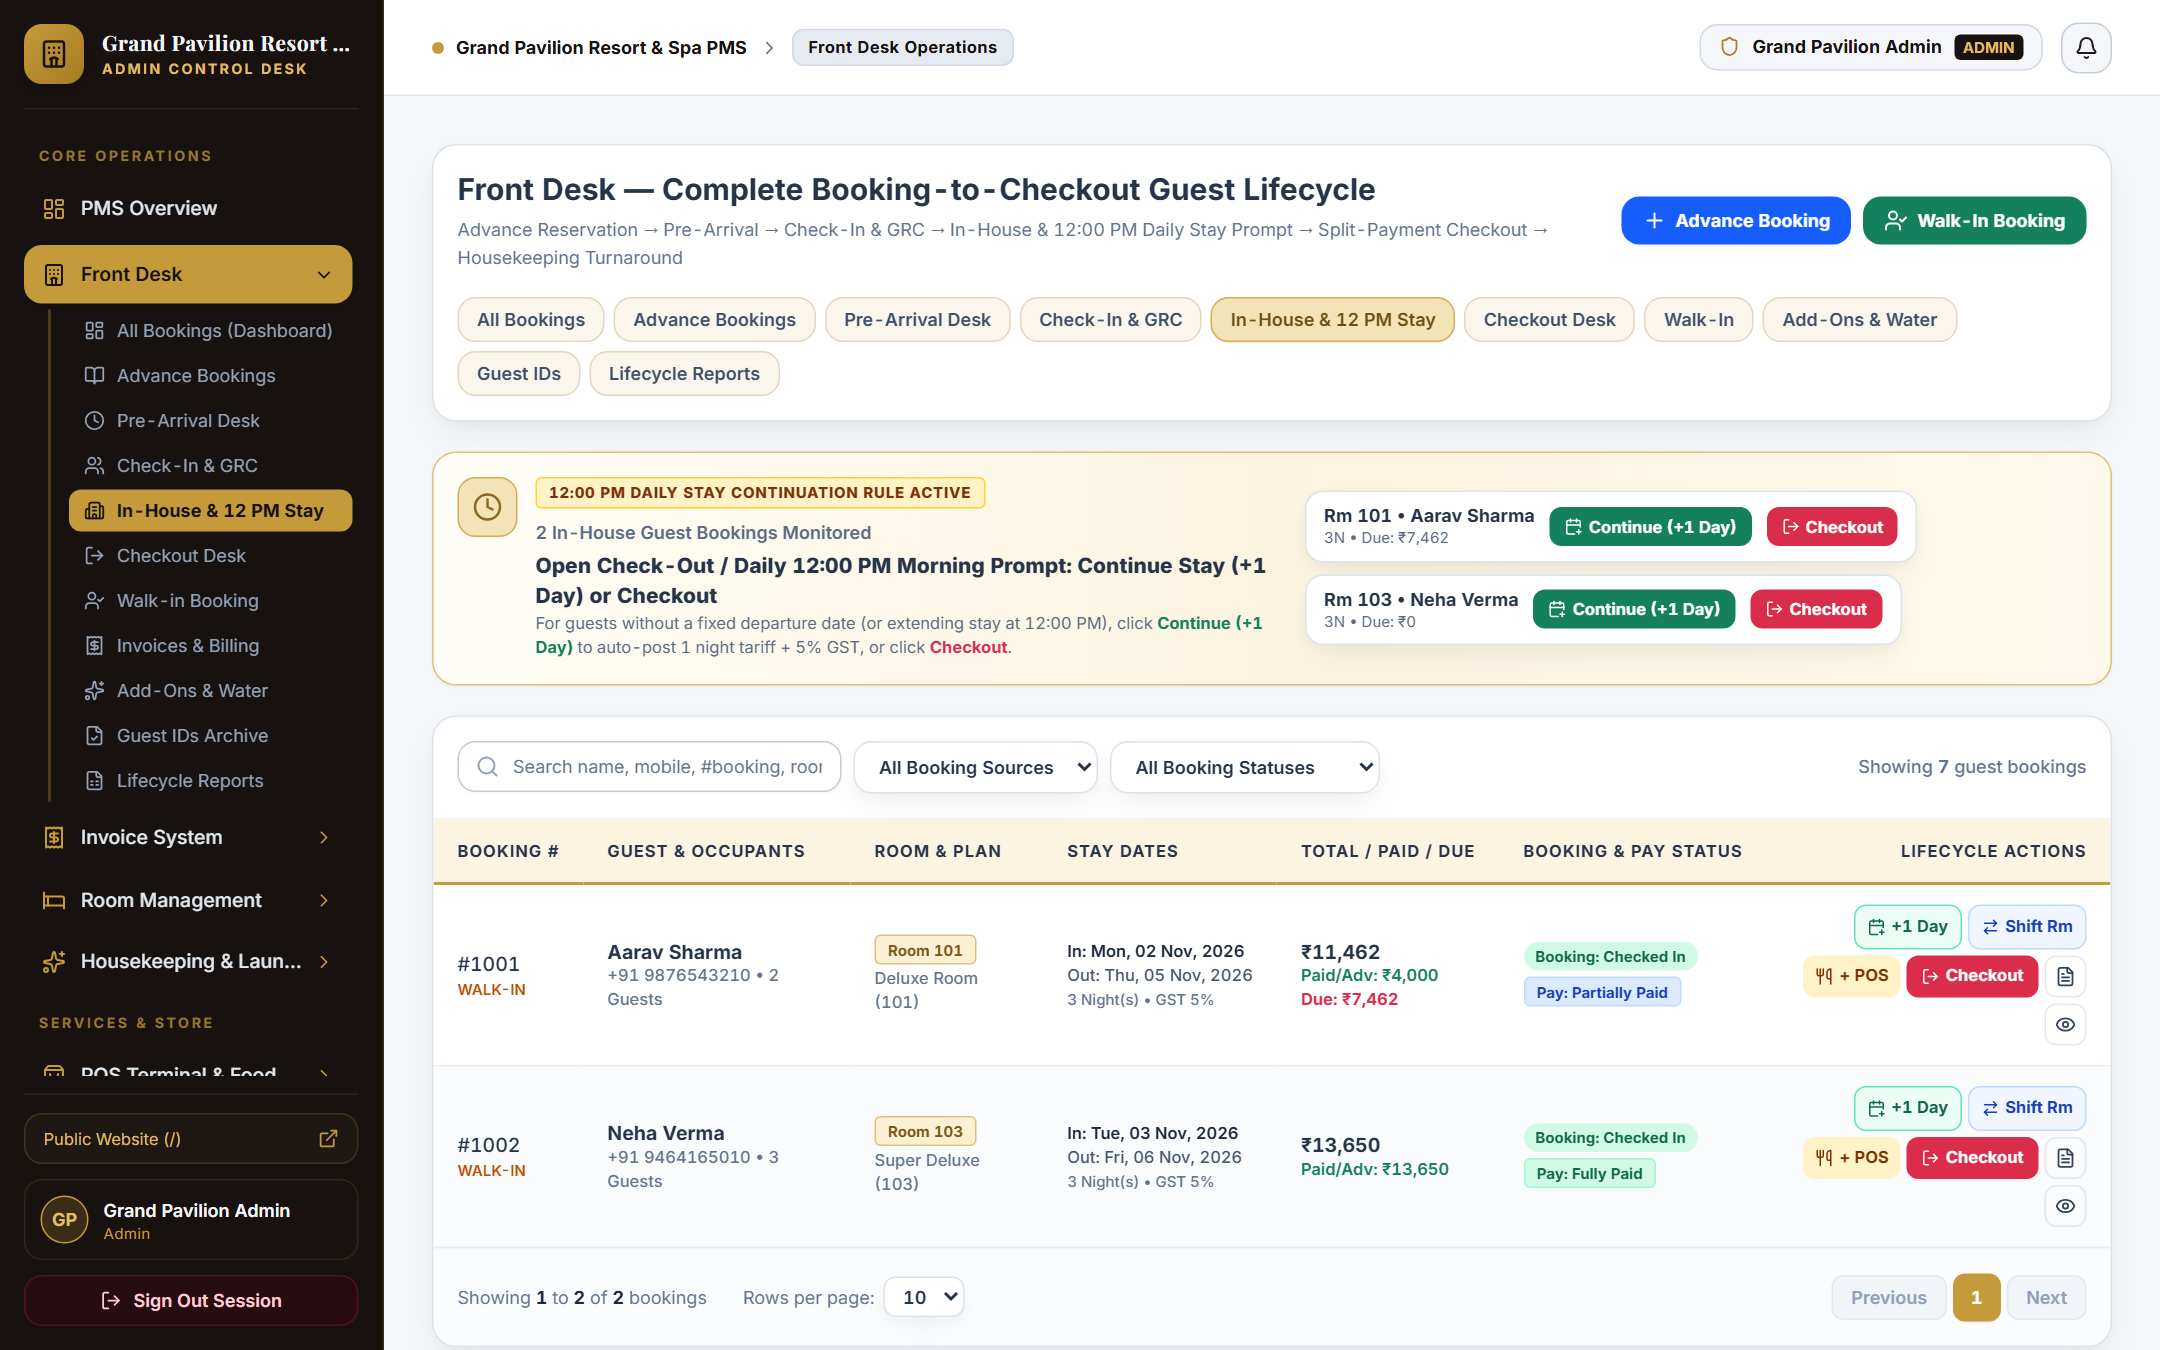 Grand Pavilion Resort ...
ADMIN CONTROL DESK
CORE OPERATIONS
PMS Overview
Front Desk
All Bookings (Dashboard)
Advance Bookings
Pre-Arrival Desk
Check-In & GRC
In-House & 12 PM Stay
Checkout Desk
Walk-in Booking
Invoices & Billing
Add-Ons & Water
Guest IDs Archive
Lifecycle Reports
Invoice System
Room Management
Housekeeping & Laun...
SERVICES & STORE
POS Terminal & Food
Public Website (/)
GP
Grand Pavilion Admin
Admin
Sign Out Session
Grand Pavilion Resort & Spa PMS
Front Desk Operations
Grand Pavilion Admin ADMIN
Front Desk — Complete Booking-to-Checkout Guest Lifecycle
Advance Reservation → Pre-Arrival → Check-In & GRC → In-House & 12:00 PM Daily Stay Prompt → Split-Payment Checkout →
Housekeeping Turnaround
Advance Booking
Walk-In Booking
All Bookings
Advance Bookings
Pre-Arrival Desk
Check-In & GRC
In-House & 12 PM Stay
Checkout Desk
Walk-In
Add-Ons & Water
Guest IDs
Lifecycle Reports
12:00 PM DAILY STAY CONTINUATION RULE ACTIVE
2 In-House Guest Bookings Monitored
Open Check-Out / Daily 12:00 PM Morning Prompt: Continue Stay (+1
Day) or Checkout
For guests without a fixed departure date (or extending stay at 12:00 PM), click Continue (+1
Day) to auto-post 1 night tariff + 5% GST, or click Checkout.
Rm 101 • Aarav Sharma
3N • Due: ₹7,462
Continue (+1 Day)
Checkout
Rm 103 • Neha Verma
3N • Due: ₹0
Continue (+1 Day)
Checkout
Search name, mobile, #booking, roor
All Booking Sources
All Booking Statuses
Showing 7 guest bookings
BOOKING #
GUEST & OCCUPANTS
ROOM & PLAN
STAY DATES
TOTAL / PAID / DUE
BOOKING & PAY STATUS
LIFECYCLE ACTIONS
#1001
WALK-IN
Aarav Sharma
+91 9876543210 • 2
Guests
Room 101
Deluxe Room
(101)
In: Mon, 02 Nov, 2026
Out: Thu, 05 Nov, 2026
3 Night(s) • GST 5%
₹11,462
Paid/Adv: ₹4,000
Due: ₹7,462
Booking: Checked In
Pay: Partially Paid
+1 Day
Shift Rm
+ POS
Checkout
#1002
WALK-IN
Neha Verma
+91 9464165010 • 3
Guests
Room 103
Super Deluxe
(103)
In: Tue, 03 Nov, 2026
Out: Fri, 06 Nov, 2026
3 Night(s) • GST 5%
₹13,650
Paid/Adv: ₹13,650
Booking: Checked In
Pay: Fully Paid
+1 Day
Shift Rm
+ POS
Checkout
Showing 1 to 2 of 2 bookings
Rows per page: 10
Previous
1
Next